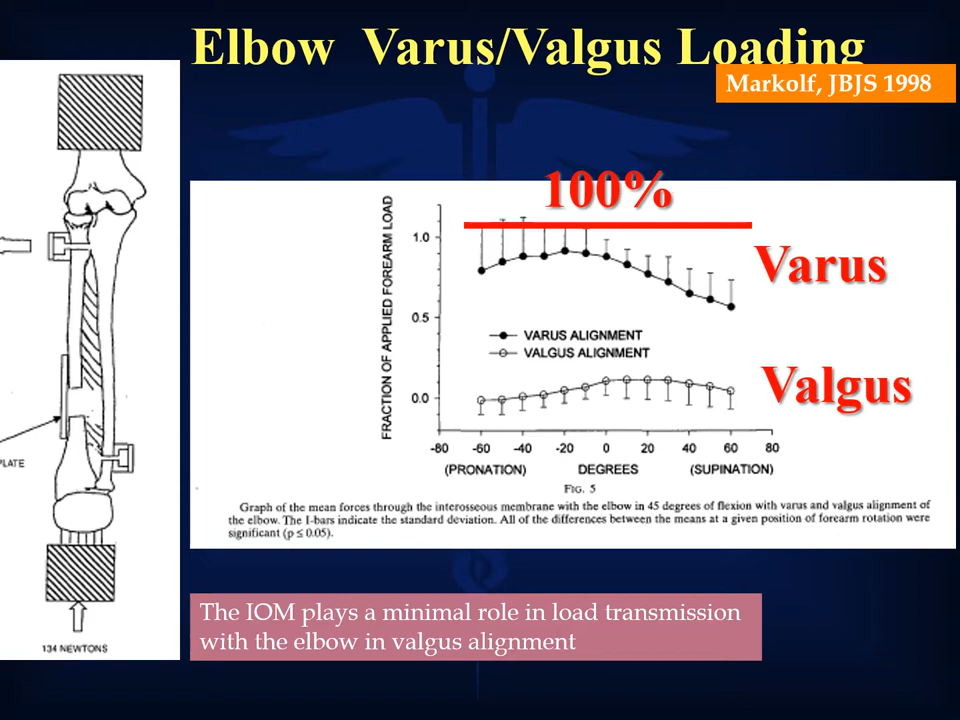 Elbow Varus/Valgus Loading
Markolf, JBJS 1998
100%
Varus
Valgus
FRACTION OF APPLIED FOREARM LOAD
1.0
0.5
0.0
VARUS ALIGNMENT
VALGUS ALIGNMENT
-80 -60 -40 -20 0 20 40 60 80
(PRONATION) DEGREES (SUPINATION)
FIG. 5
Graph of the mean forces through the interosseous membrane with the elbow in 45 degrees of flexion with varus and valgus alignment of
the elbow. The I-bars indicate the standard deviation. All of the differences between the means at a given position of forearm rotation were
significant (p ≤ 0.05).
PLATE
134 NEWTONS
The IOM plays a minimal role in load transmission
with the elbow in valgus alignment